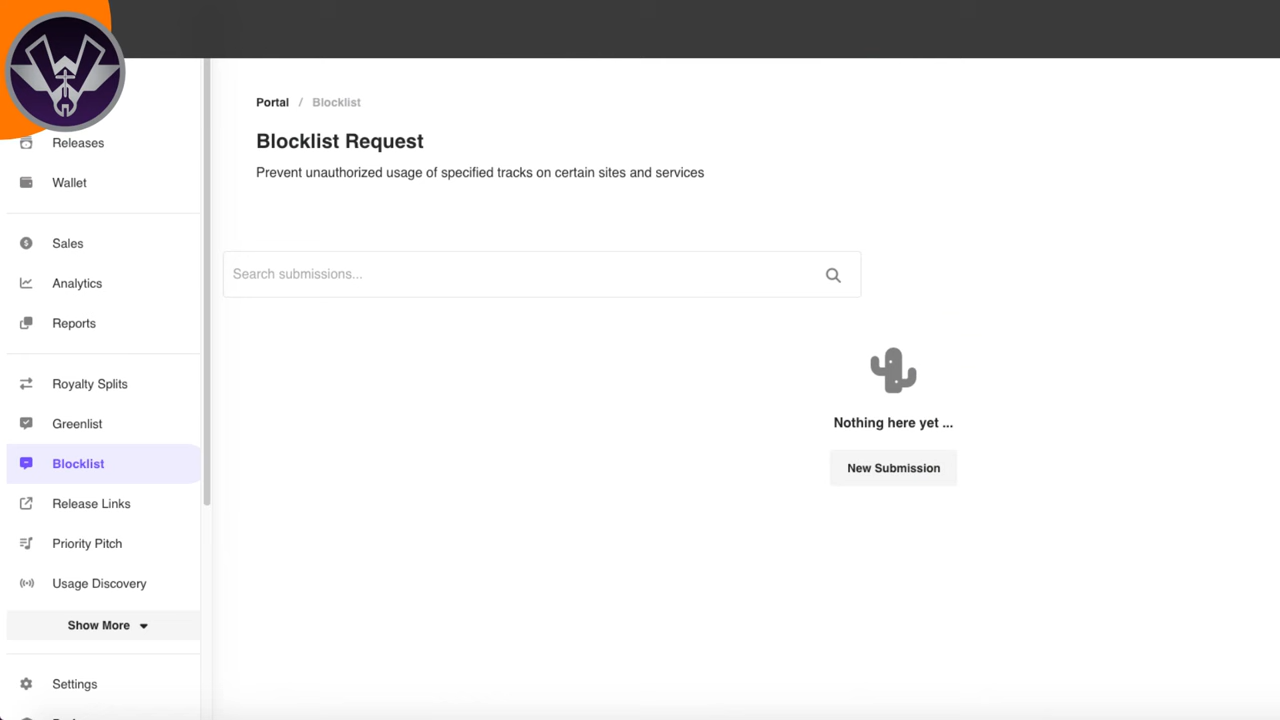 Releases
Wallet
Sales
Analytics
Reports
Royalty Splits
Greenlist
Blocklist
Release Links
Priority Pitch
Usage Discovery
Show More
Settings
Portal / Blocklist
Blocklist Request
Prevent unauthorized usage of specified tracks on certain sites and services
Search submissions...
Nothing here yet ...
New Submission